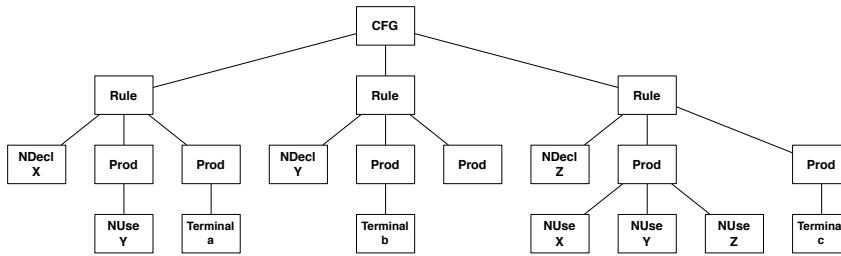 CFG
Rule
Rule
Rule
NDecl
X
Prod
Prod
NDecl
Y
Prod
Prod
NDecl
Z
Prod
Prod
NUse
Y
Terminal
a
Terminal
b
NUse
X
NUse
Y
NUse
Z
Terminal
c